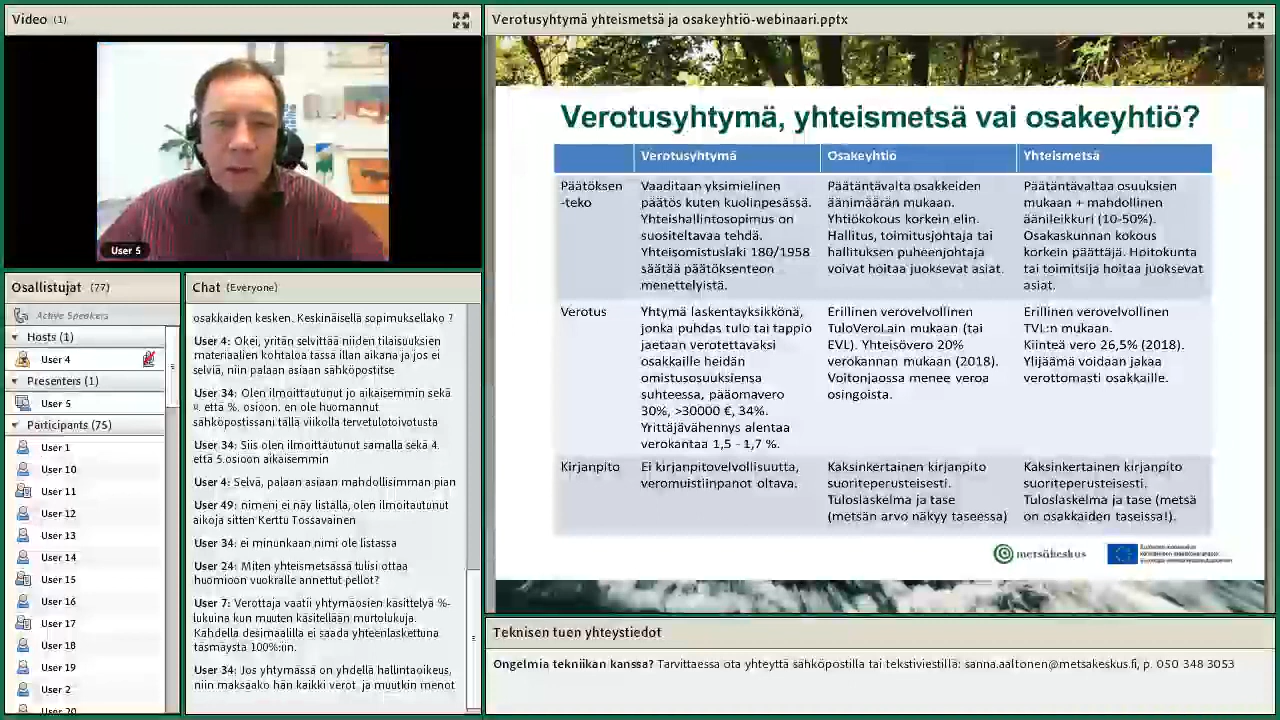 Video (1)
User 5
Osallistujat (77)
Active Speakers
Hosts (1)
User 4
Presenters (1)
User 5
Participants (75)
User 1
User 10
User 11
User 12
User 13
User 14
User 15
User 16
User 17
User 18
User 19
User 2
User 20
Chat (Everyone)
osakkaiden kesken. Keskinäisellä sopimuksellako ?
User 4: Okei, yritän selvittää niiden tilaisuuksien
materiaalien kohtaloa tässä illan aikana ja jos ei
selviä, niin palaan asiaan sähköpostitse
User 34: Olen ilmoittautunut jo aikaisemmin sekä
4. että %. osioon. en ole huomannut
sähköpostissani tällä viikolla tervetulotoivotusta
User 34: Siis olen ilmoittautunut samalla sekä 4.
että 5.osioon aikaisemmin
User 4: Selvä, palaan asiaan mahdollisimman pian
User 49: nimeni ei näy listalla, olen ilmoitautunut
aikoja sitten Kerttu Tossavainen
User 34: ei minunkaan nimi ole listassa
User 24: Miten yhteismetsässä tulisi ottaa
huomioon vuokralle annettut pellot?
User 7: Verottaja vaatii yhtymäosien käsittelyä %-
lukuina kun muuten käsitellään murtolukuja.
Kahdella desimaalilla ei saada yhteenlaskettuna
täsmäystä 100%:iin.
User 34: Jos yhtymässä on yhdellä hallintaoikeus,
niin maksaako hän kaikki verot ja muutkin menot
Verotusyhtymä yhteismetsä ja osakeyhtiö-webinaari.pptx
Verotusyhtymä, yhteismetsä vai osakeyhtiö?
Verotusyhtymä Osakeyhtiö Yhteismetsä
Päätöksen Vaaditaan yksimielinen Päätäntävalta osakkeiden Päätäntävaltaa osuuksien
-teko päätös kuten kuolinpesässä. äänimäärän mukaan. mukaan + mahdollinen
Yhteishallintosopimus on Yhtiökokous korkein elin. äänileikkuri (10-50%).
suositeltavaa tehdä. Hallitus, toimitusjohtaja tai Osakaskunnan kokous
Yhteisomistuslaki 180/1958 hallituksen puheenjohtaja korkein päättäjä. Hoitokunta
säätää päätöksenteon voivat hoitaa juoksevat asiat. tai toimitsija hoitaa juoksevat
menettelyistä. asiat.
Verotus Yhtymä laskentayksikkönä, Erillinen verovelvollinen Erillinen verovelvollinen
jonka puhdas tulo tai tappio TuloVeroLain mukaan (tai TVL:n mukaan.
jaetaan verotettavaksi EVL). Yhteisövero 20% Kiinteä vero 26,5% (2018).
osakkaille heidän verokannan mukaan (2018). Ylijäämä voidaan jakaa
omistusosuuksiensa Voitonjaossa menee veroa verottomasti osakkaille.
suhteessa, pääomavero osingoista.
30%, >30000 €, 34%.
Yrittäjävähennys alentaa
verokantaa 1,5 - 1,7 %.
Kirjanpito Ei kirjanpitovelvollisuutta, Kaksinkertainen kirjanpito Kaksinkertainen kirjanpito
veromuistiinpanot oltava. suoriteperusteisesti. suoriteperusteisesti.
Tuloslaskelma ja tase Tuloslaskelma ja tase (metsä
(metsän arvo näkyy taseessa) on osakkaiden taseissa!).
metsäkeskus
Teknisen tuen yhteystiedot
Ongelmia tekniikan kanssa? Tarvittaessa ota yhteyttä sähköpostilla tai tekstiviestillä: sanna.aaltonen@metsakeskus.fi, p. 050 348 3053